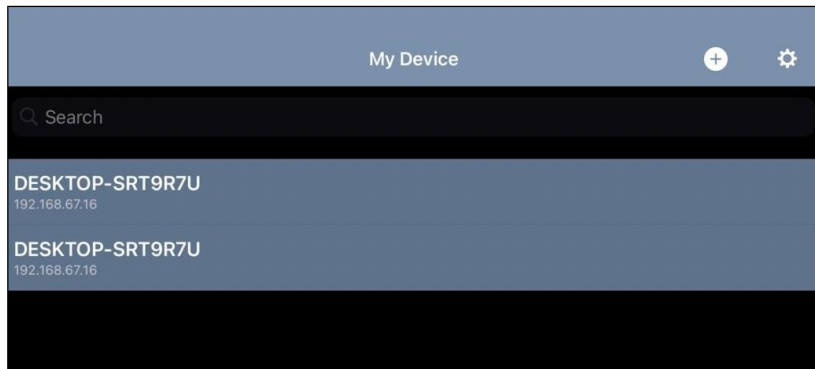 My Device
Search
DESKTOP-SRT9R7U
192.168.67.16
DESKTOP-SRT9R7U
192.168.67.16